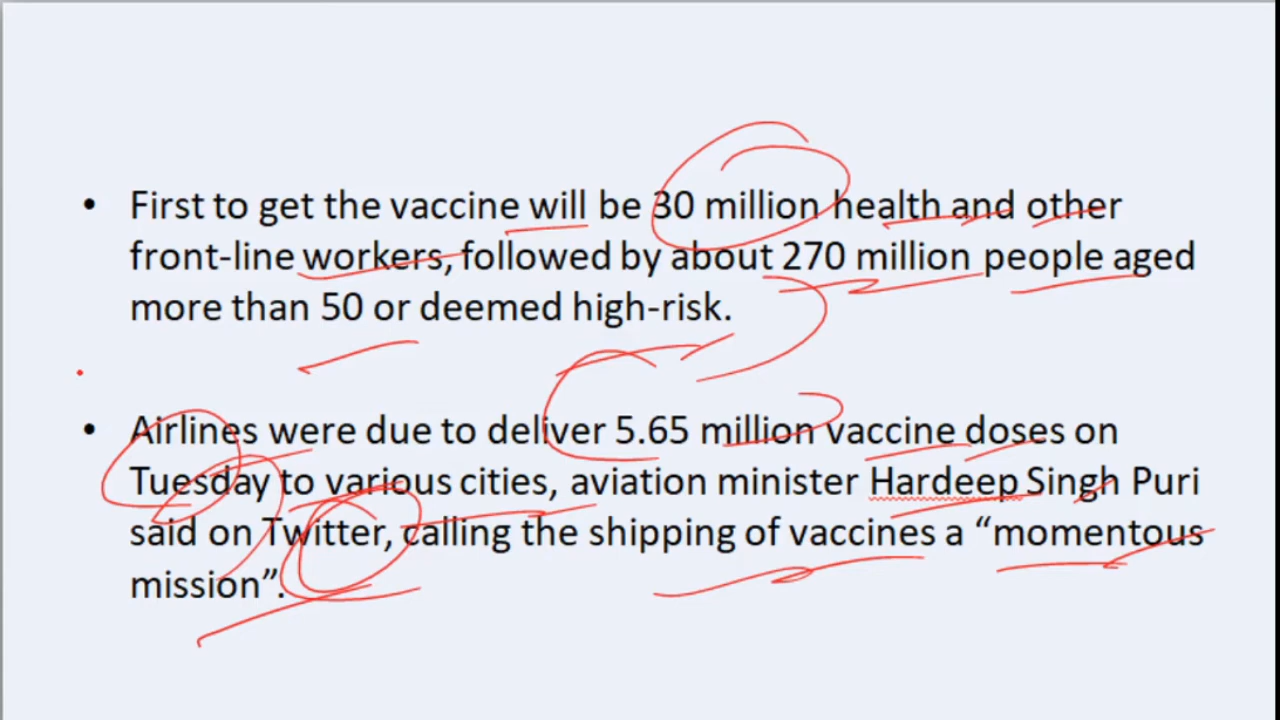 • First to get the vaccine will be 30 million health and other
front-line workers, followed by about 270 million people aged
more than 50 or deemed high-risk.
• Airlines were due to deliver 5.65 million vaccine doses on
Tuesday to various cities, aviation minister Hardeep Singh Puri
said on Twitter, calling the shipping of vaccines a “momentous
mission”.